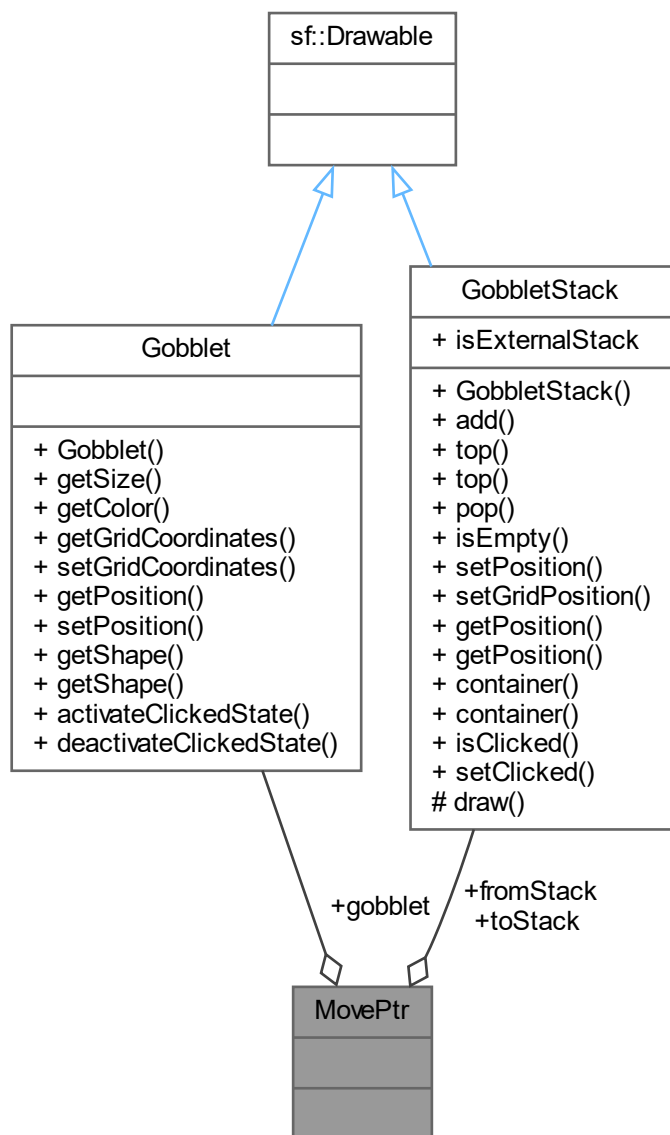 sf::Drawable
GobbletStack
+ isExternalStack
+ GobbletStack()
+ add()
+ top()
+ top()
+ pop()
+ isEmpty()
+ setPosition()
+ setGridPosition()
+ getPosition()
+ getPosition()
+ container()
+ container()
+ isClicked()
+ setClicked()
# draw()
Gobblet
+ Gobblet()
+ getSize()
+ getColor()
+ getGridCoordinates()
+ setGridCoordinates()
+ getPosition()
+ setPosition()
+ getShape()
+ getShape()
+ activateClickedState()
+ deactivateClickedState()
+gobblet
+fromStack
+toStack
MovePtr